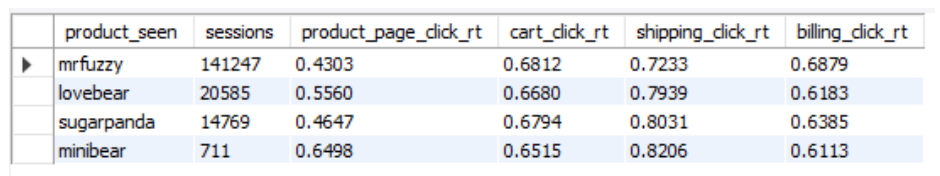 product_seen sessions product_page_click_rt cart_click_rt shipping_click_rt billing_click_rt
mrfuzzy 141247 0.4303 0.6812 0.7233 0.6879
lovebear 20585 0.5560 0.6680 0.7939 0.6183
sugarpanda 14769 0.4647 0.6794 0.8031 0.6385
minibear 711 0.6498 0.6515 0.8206 0.6113